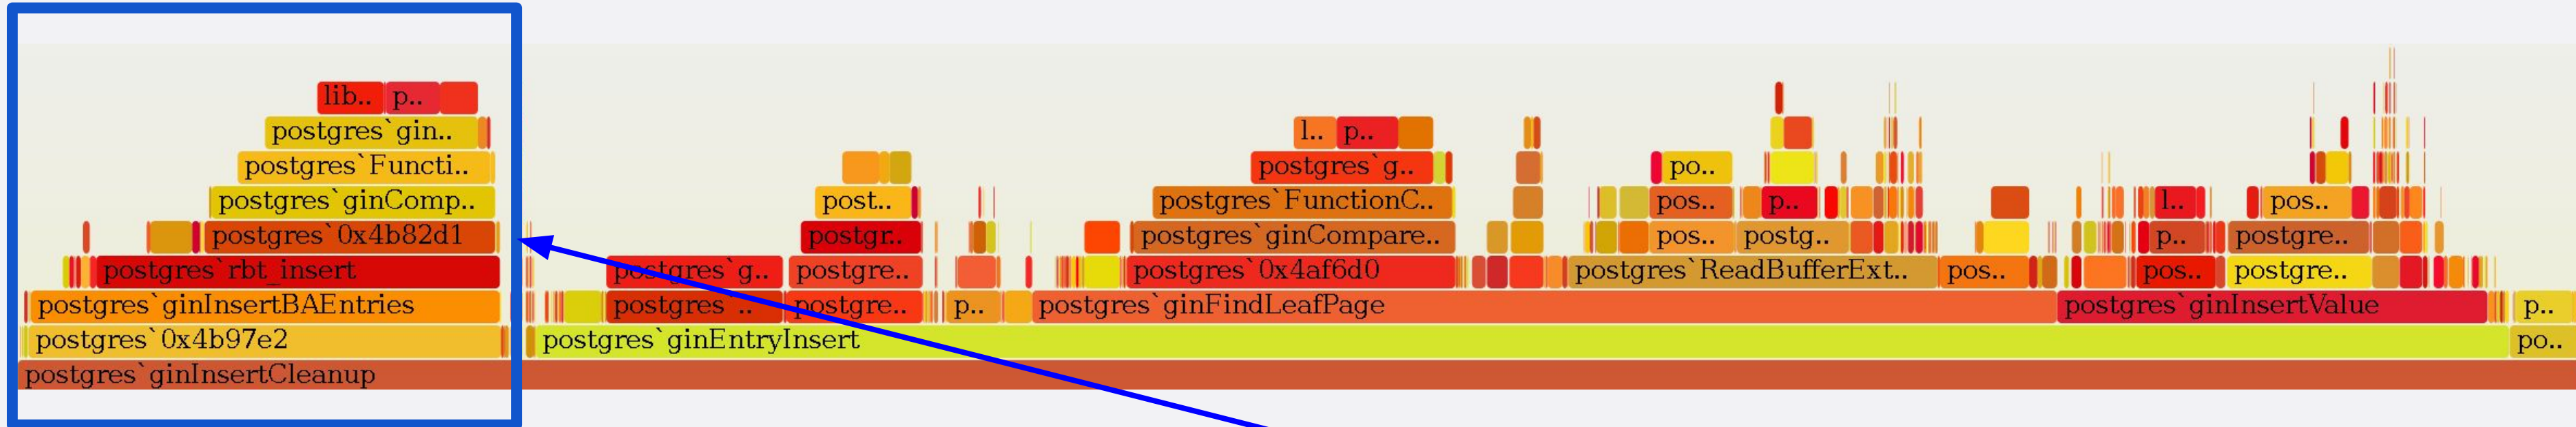 lib.. p..
postgres`gin.. l.. p..
postgres`Functi.. postgres`g.. po..
postgres`ginComp.. post.. postgres`FunctionC.. pos.. p.. l.. pos..
postgres`0x4b82d1 postgr.. postgres`ginCompare.. pos.. postg.. p.. postgre..
postgres`rbt_insert postgres`g.. postgre.. postgres`0x4af6d0 postgres`ReadBufferExt.. pos.. pos.. postgre..
postgres`ginInsertBAEntries postgres`.. postgre.. p.. postgres`ginFindLeafPage postgres`ginInsertValue p..
postgres`0x4b97e2 postgres`ginEntryInsert po..
postgres`ginInsertCleanup